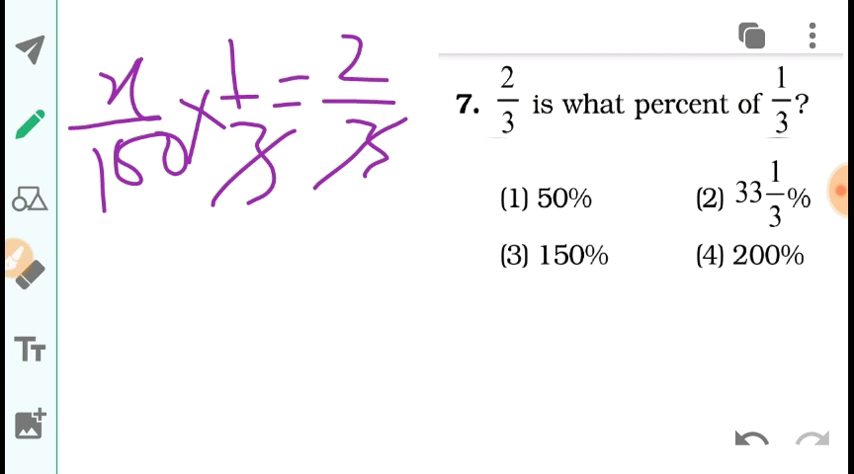 x/100 × 1/3 = 2/3
7. 2/3 is what percent of 1/3?
(1) 50% (2) 33 1/3%
(3) 150% (4) 200%
TT